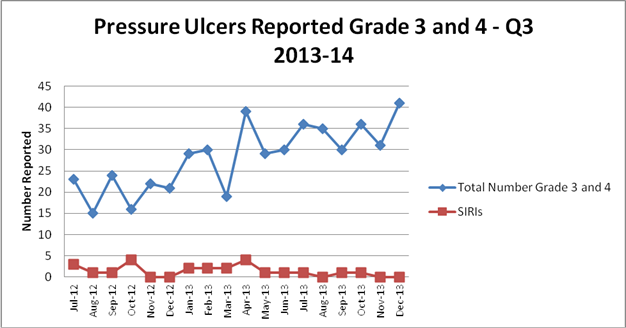 Pressure Ulcers Reported Grade 3 and 4 - Q3
2013-14
45
40
35
30
25
20
15
10
5
0
Number Reported
Jul-12
Aug-12
Sep-12
Oct-12
Nov-12
Dec-12
Jan-13
Feb-13
Mar-13
Apr-13
May-13
Jun-13
Jul-13
Aug-13
Sep-13
Oct-13
Nov-13
Dec-13
Total Number Grade 3 and 4
SIRIs